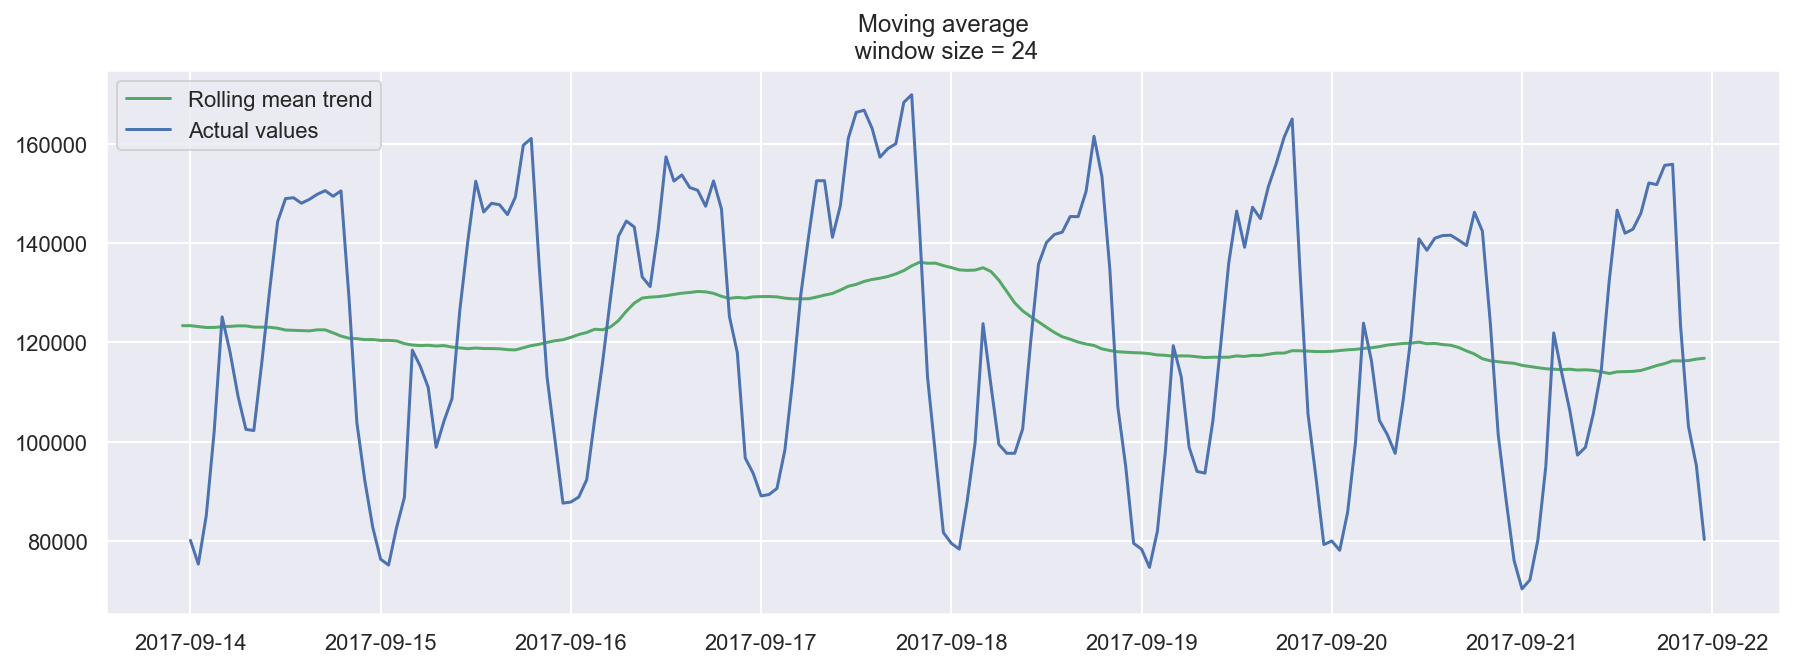 Moving average
window size = 24
Rolling mean trend
Actual values
160000
140000
120000
100000
80000
2017-09-14 2017-09-15 2017-09-16 2017-09-17 2017-09-18 2017-09-19 2017-09-20 2017-09-21 2017-09-22